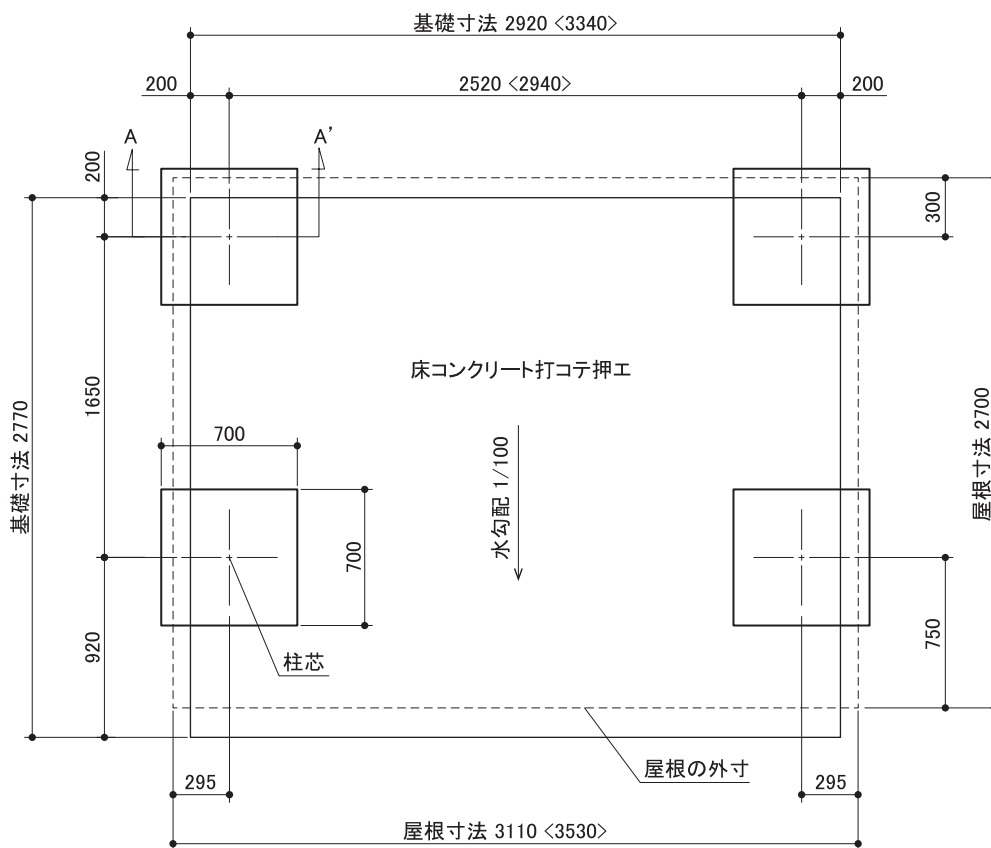 基礎寸法 2920 <3340>
200
2520 <2940>
200
A
A'
200
300
1650
床コンクリート打コテ押エ
基礎寸法 2770
700
水勾配 1/100
屋根寸法 2700
700
920
750
柱芯
屋根の外寸
295
295
屋根寸法 3110 <3530>